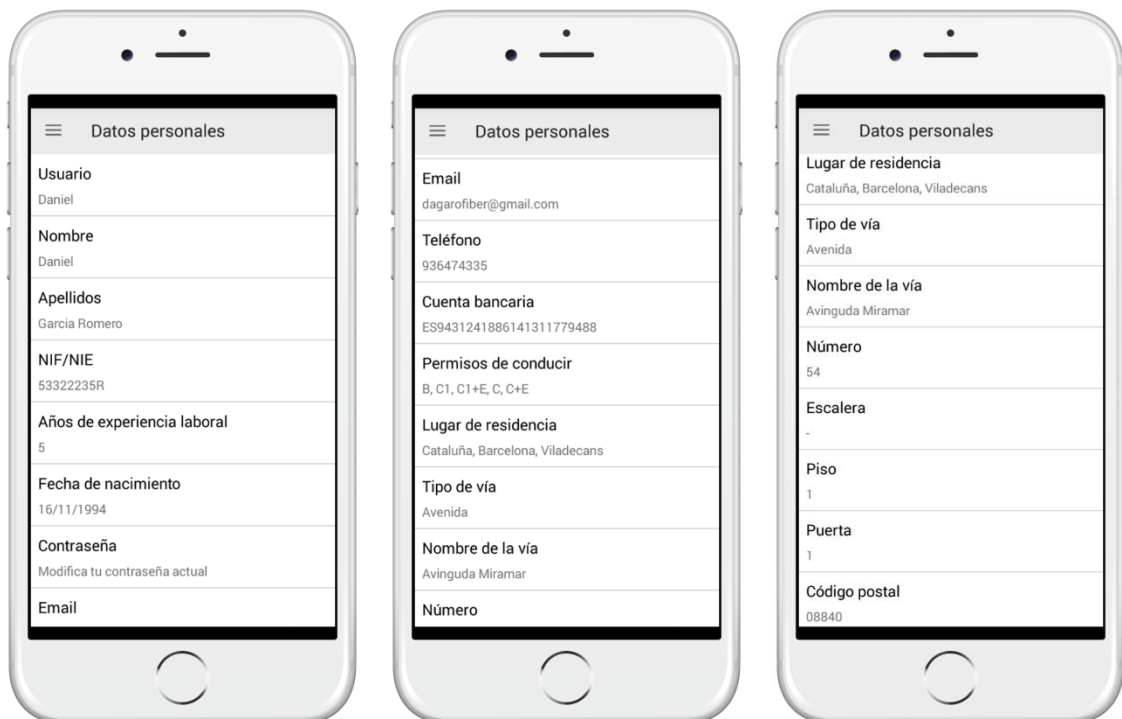 Datos personales
Usuario
Daniel
Nombre
Daniel
Apellidos
Garcia Romero
NIF/NIE
53322235R
Años de experiencia laboral
5
Fecha de nacimiento
16/11/1994
Contraseña
Modifica tu contraseña actual
Email
Datos personales
Email
dagarofiber@gmail.com
Teléfono
936474335
Cuenta bancaria
ES9431241886141311779488
Permisos de conducir
B, C1, C1+E, C, C+E
Lugar de residencia
Cataluña, Barcelona, Viladecans
Tipo de vía
Avenida
Nombre de la vía
Avinguda Miramar
Número
Datos personales
Lugar de residencia
Cataluña, Barcelona, Viladecans
Tipo de vía
Avenida
Nombre de la vía
Avinguda Miramar
Número
54
Escalera
-
Piso
1
Puerta
1
Código postal
08840